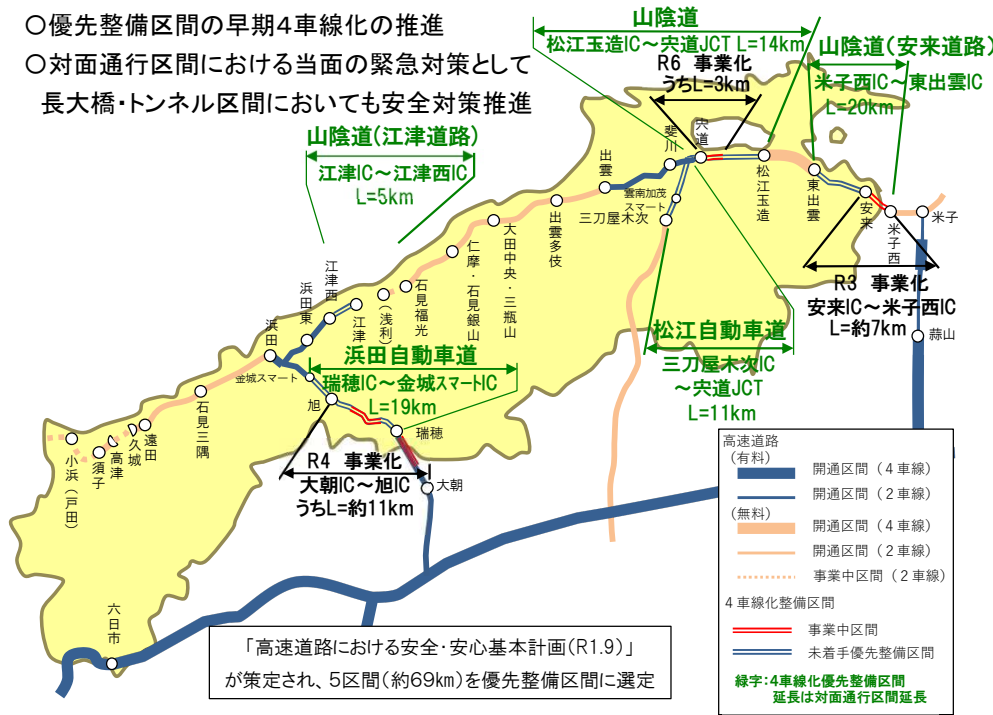 ○優先整備区間の早期4車線化の推進
○対面通行区間における当面の緊急対策として
長大橋・トンネル区間においても安全対策推進
山陰道
松江玉造IC～宍道JCT L=14km
R6 事業化
うちL=3km
山陰道(安来道路)
米子西IC～東出雲IC
L=20km
山陰道(江津道路)
江津IC～江津西IC
L=5km
宍道
斐川
出雲
雲南加茂
スマート
三刀屋木次
松江玉造
東出雲
安来
米子西
米子
出雲多伎
大田中央・三瓶山
仁摩・石見銀山
石見福光
(浅利)
江津
江津西
浜田東
浜田
金城スマート
旭
瑞穂
大朝
石見三隅
遠田
久城
高津
須子
小浜(戸田)
六日市
蒜山
R3 事業化
安来IC～米子西IC
L=約7km
松江自動車道
三刀屋木次IC
～宍道JCT
L=11km
浜田自動車道
瑞穂IC～金城スマートIC
L=19km
R4 事業化
大朝IC～旭IC
うちL=約11km
「高速道路における安全・安心基本計画(R1.9)」
が策定され、5区間(約69km)を優先整備区間に選定
高速道路
(有料)
開通区間(4車線)
開通区間(2車線)
(無料)
開通区間(4車線)
開通区間(2車線)
事業中区間(2車線)
4車線化整備区間
事業中区間
未着手優先整備区間
緑字:4車線化優先整備区間
延長は対面通行区間延長